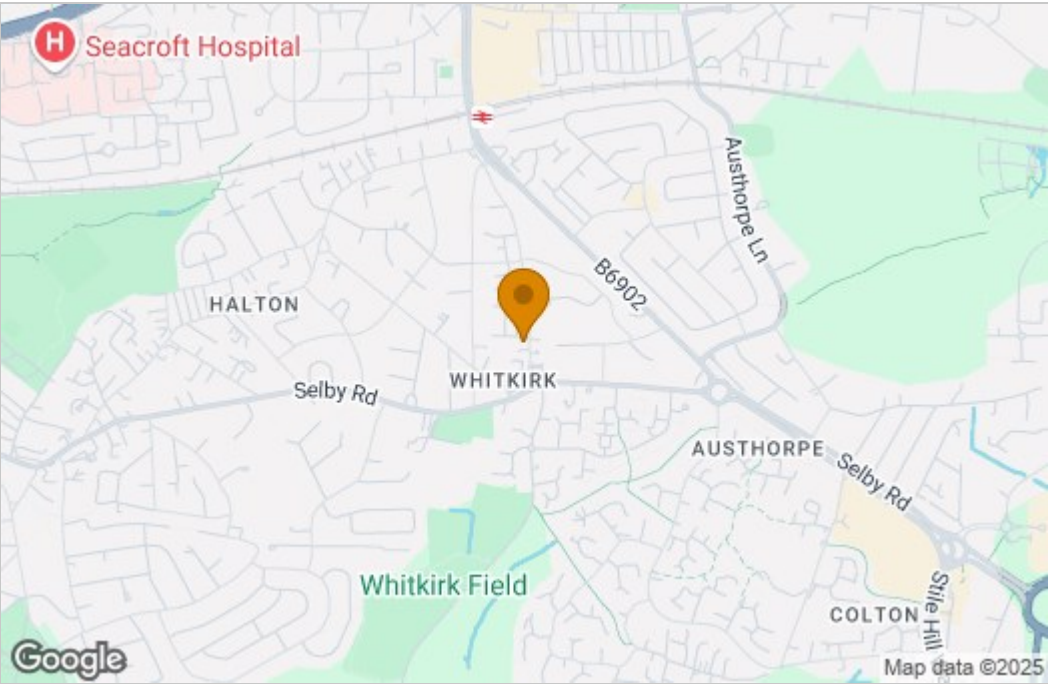 H
Seacroft Hospital
Austhorpe Ln
B6902
HALTON
WHITKIRK
Selby Rd
AUSTHORPE
Selby Rd
Whitkirk Field
COLTON
Stile Hill
Google
Map data ©2025